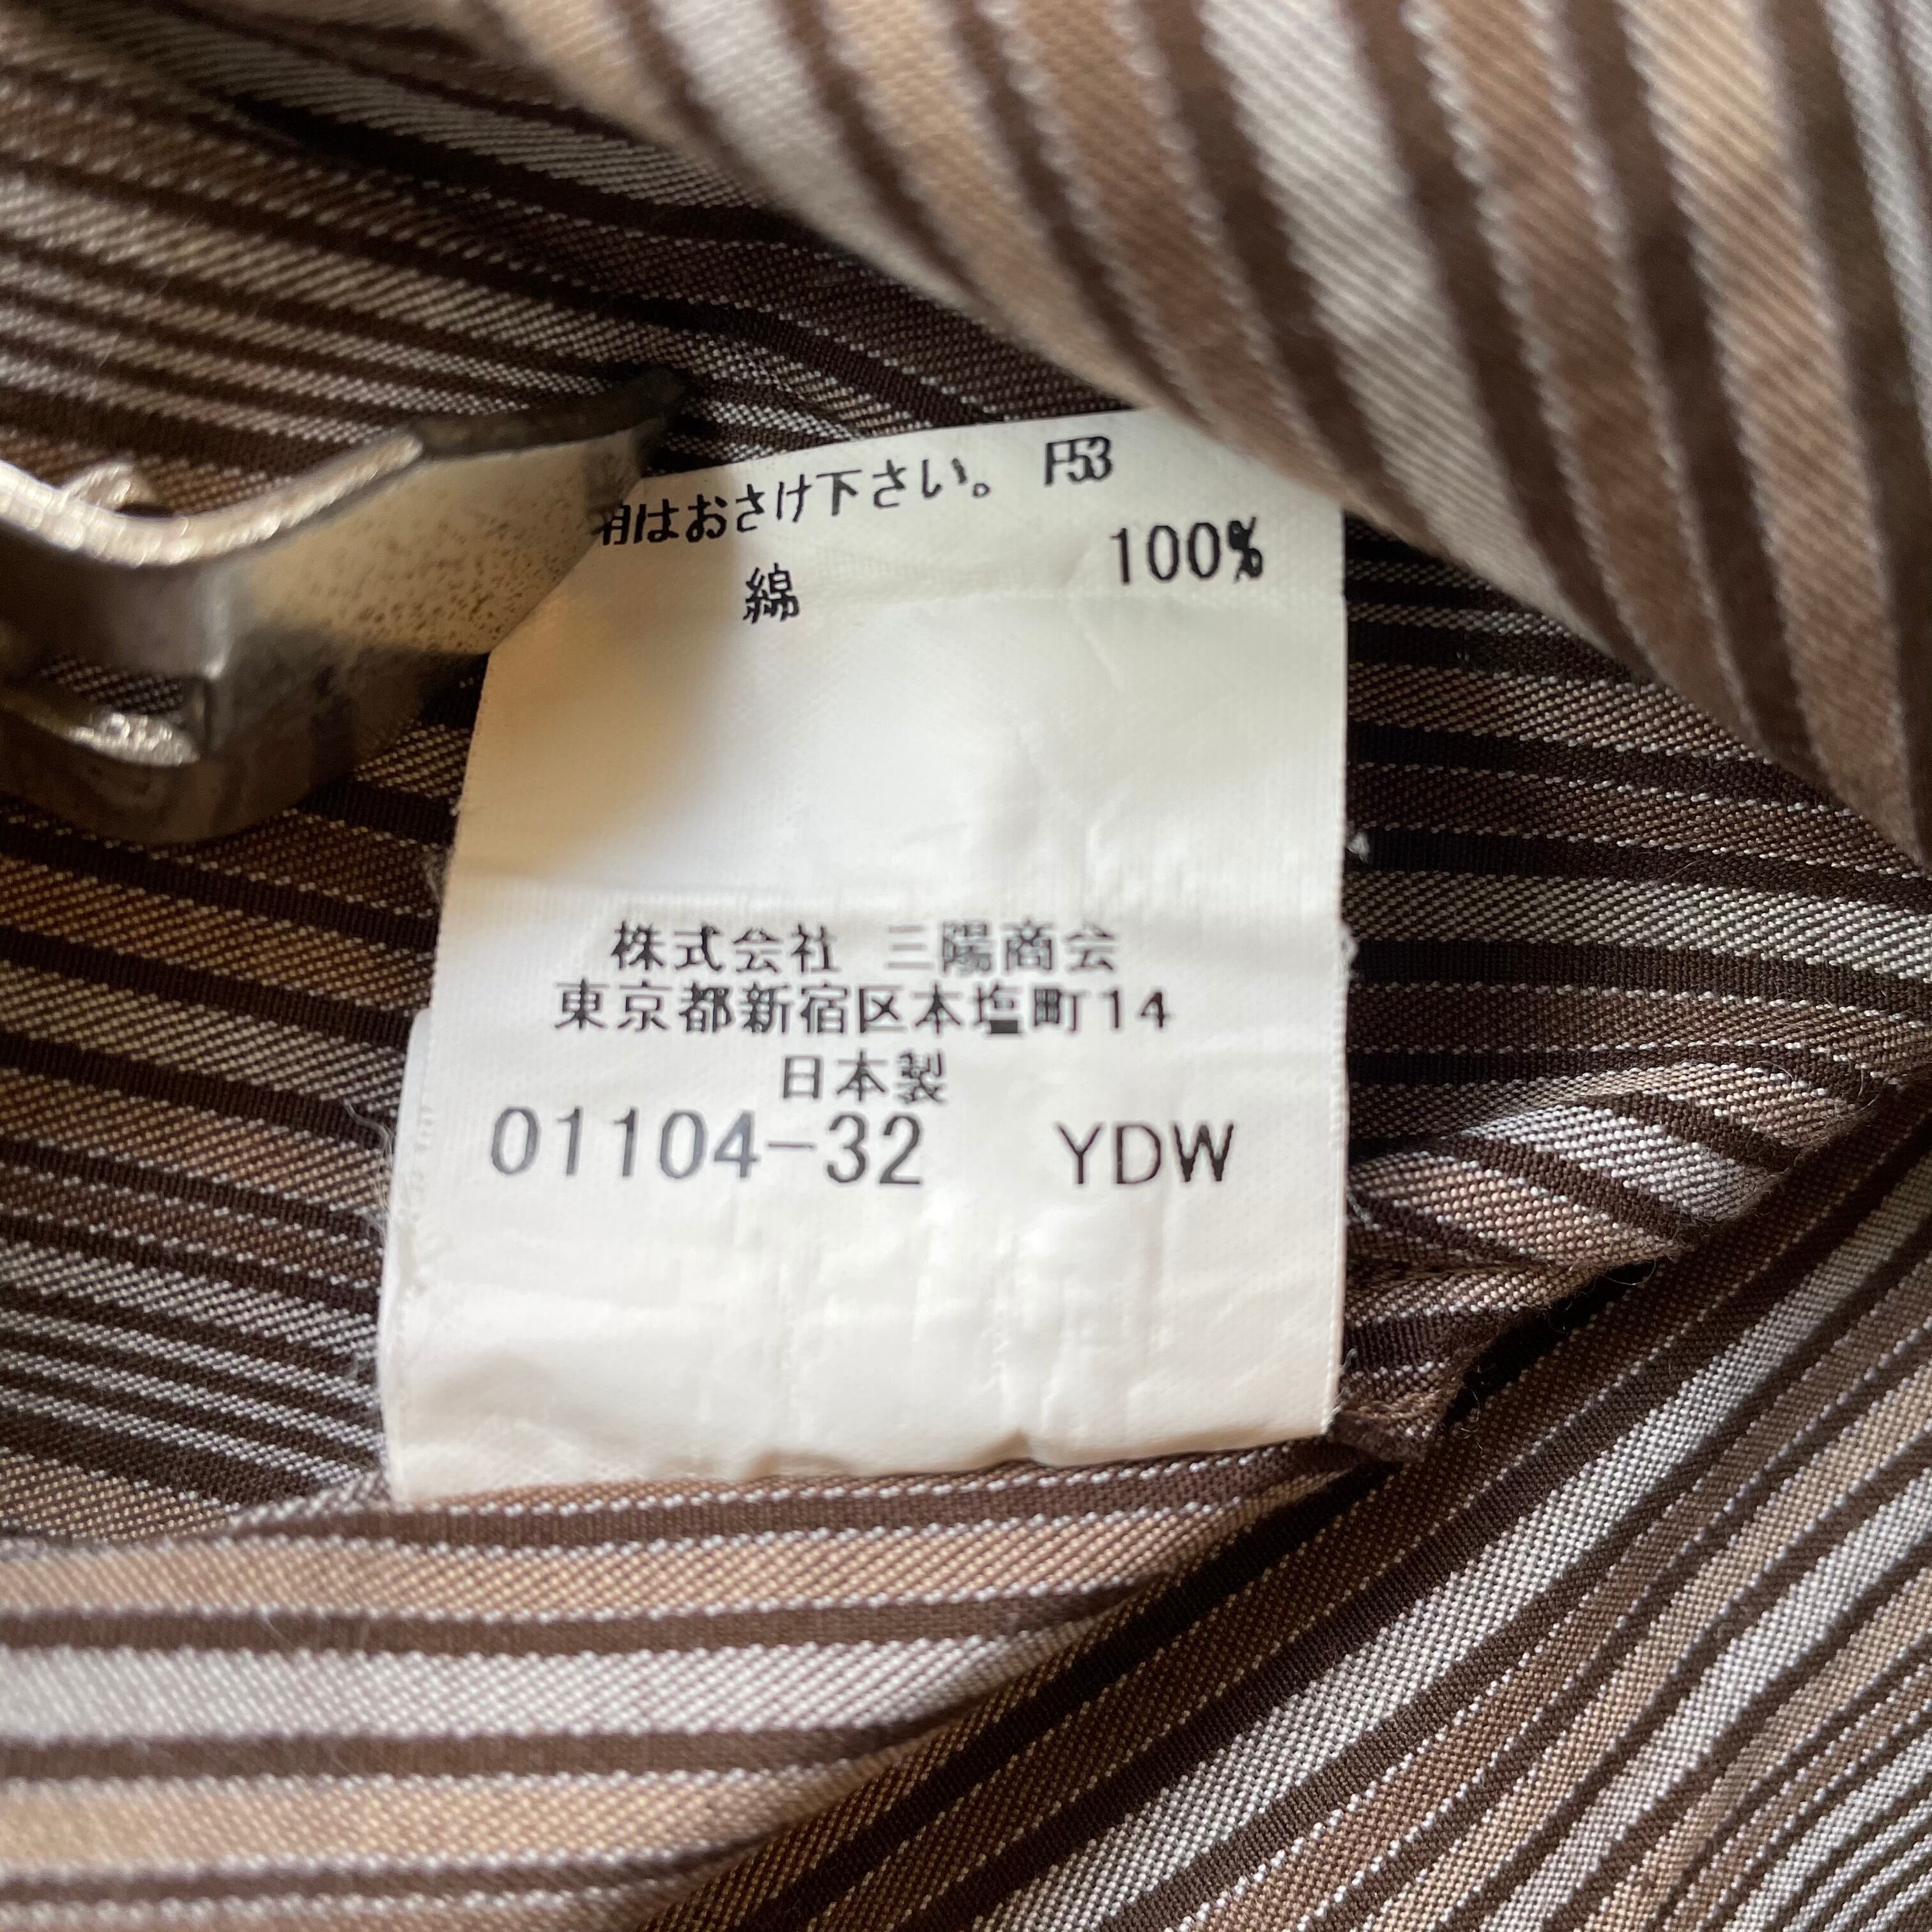 用はおさけ下さい。 F53
綿 100%
株式会社 三陽商会
東京都新宿区本塩町14
日本製
01104-32 YDW